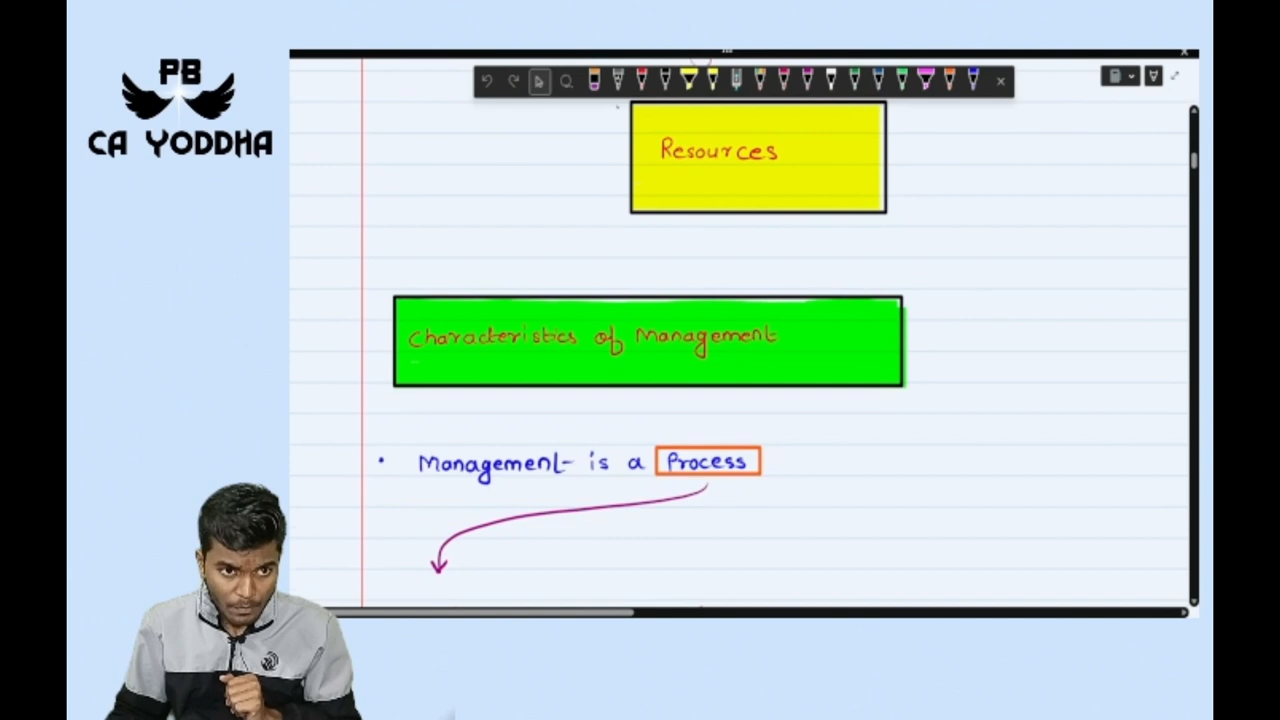 PB
CA YODDHA
Resources
Characteristics of Management
• Management is a Process